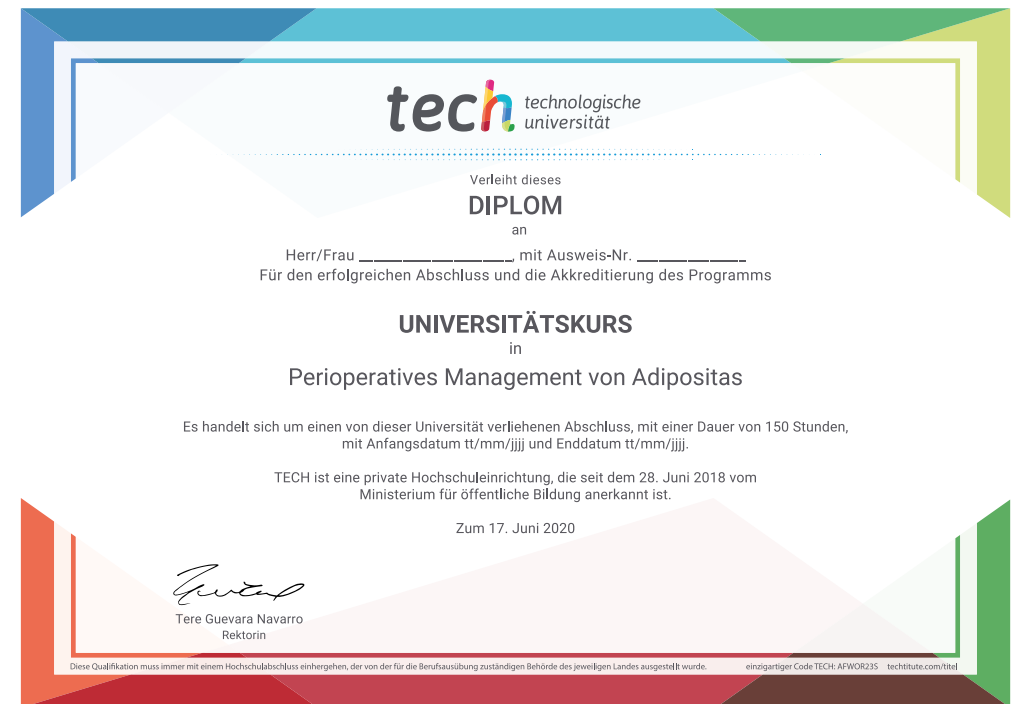 tech technologische
universität
Verleiht dieses
DIPLOM
an
Herr/Frau ____________________, mit Ausweis-Nr. ______________
Für den erfolgreichen Abschluss und die Akkreditierung des Programms
UNIVERSITÄTSKURS
in
Perioperatives Management von Adipositas
Es handelt sich um einen von dieser Universität verliehenen Abschluss, mit einer Dauer von 150 Stunden,
mit Anfangsdatum tt/mm/jjjj und Enddatum tt/mm/jjjj.
TECH ist eine private Hochschuleinrichtung, die seit dem 28. Juni 2018 vom
Ministerium für öffentliche Bildung anerkannt ist.
Zum 17. Juni 2020
Tere Guevara Navarro
Rektorin
Diese Qualifikation muss immer mit einem Hochschulabschluss einhergehen, der von der für die Berufsausübung zuständigen Behörde des jeweiligen Landes ausgestellt wurde. einzigartiger Code TECH: AFWOR23S techtitute.com/titel